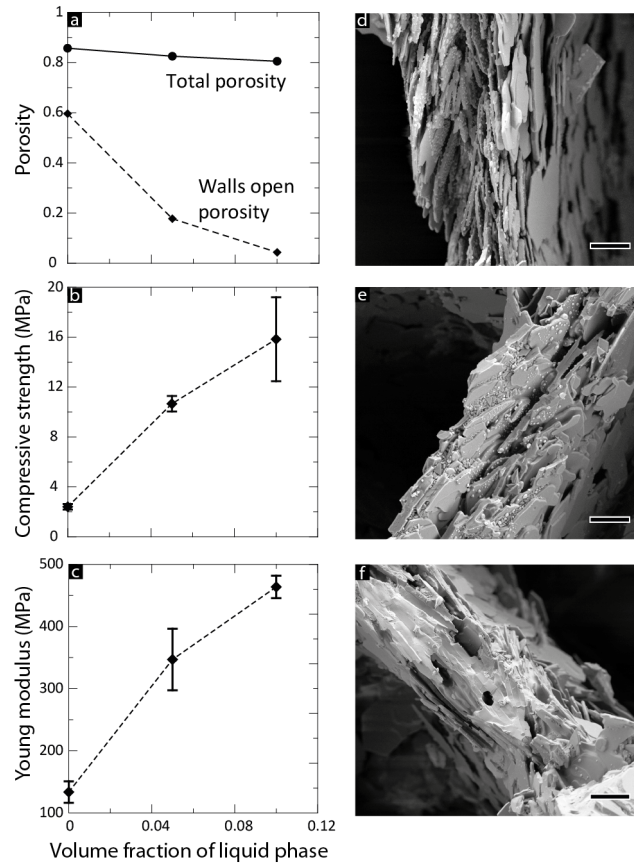 a
1
0.8
0.6
0.4
0.2
0
Porosity
Total porosity
Walls open
porosity
b
20
16
12
8
4
0
Compressive strength (MPa)
c
500
400
300
200
100
Young modulus (MPa)
0
0.04
0.08
0.12
Volume fraction of liquid phase
d
e
f